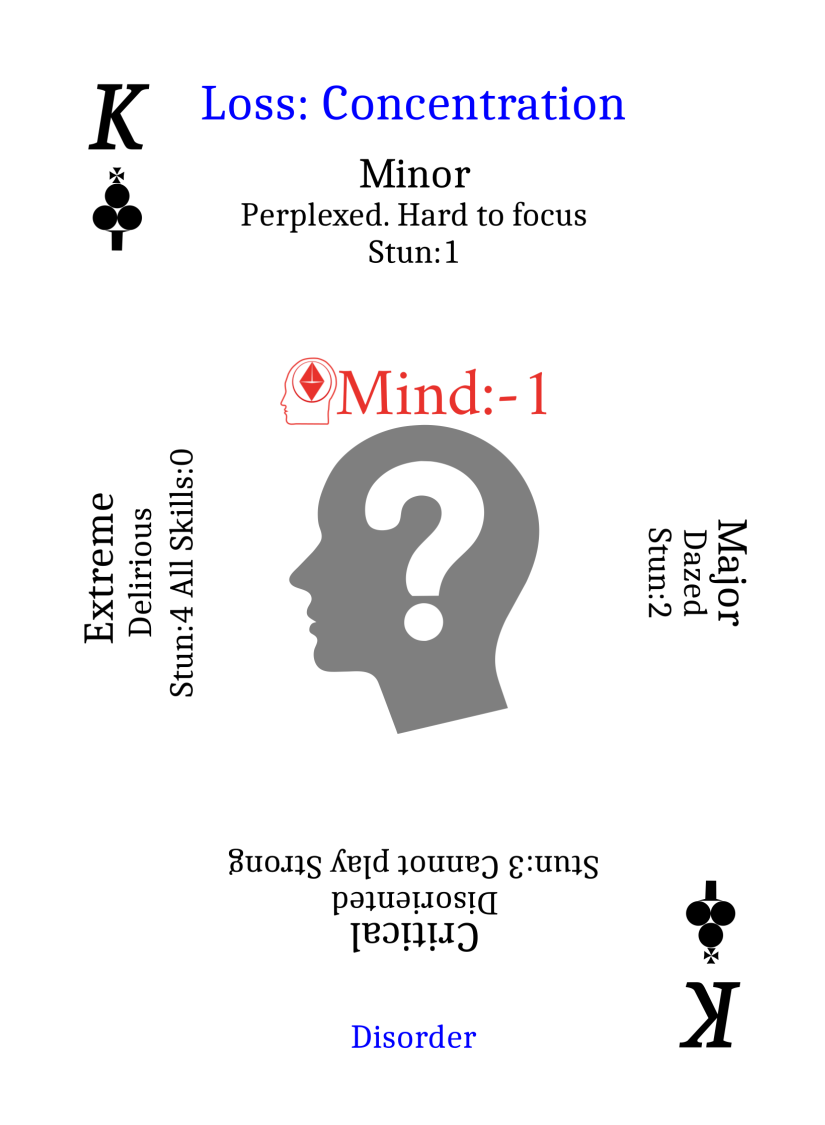 K
Loss: Concentration
Minor
Perplexed. Hard to focus
Stun:1
Mind:-1
Extreme
Delirious
Stun:4 All Skills:0
Major
Dazed
Stun:2
Critical
Disoriented
Stun:3 Cannot play Strong
K
Disorder